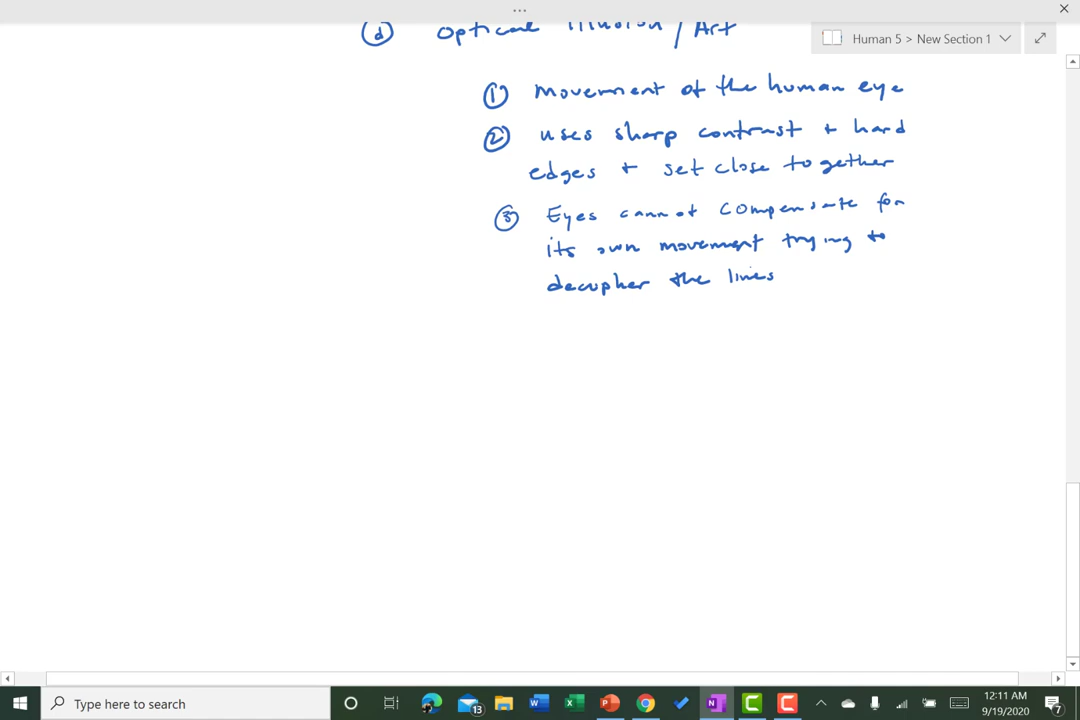 ...
Human 5 > New Section 1
d optical illusion / Art
1 movement of the human eye
2 uses sharp contrast + hard
edges + set close together
3 Eyes cannot compensate for
its own movement trying to
decipher the lines
Type here to search
13
12:11 AM
9/19/2020
7